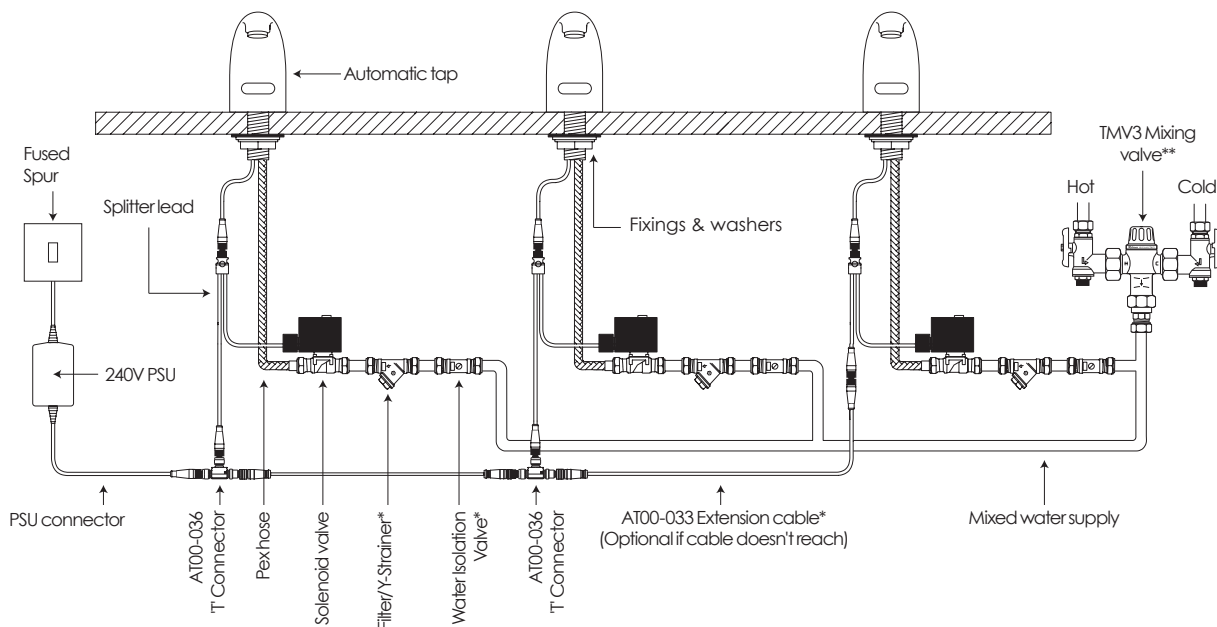 Automatic tap
TMV3 Mixing
valve**
Hot
Cold
Fused
Spur
Splitter lead
Fixings & washers
H
C
240V PSU
PSU connector
AT00-036
'T' Connector
Pexhose
Solenoid valve
Filter/Y-Strainer*
Water Isolation
Valve*
AT00-036
'T' Connector
AT00-033 Extension cable*
(Optional if cable doesn't reach)
Mixed water supply